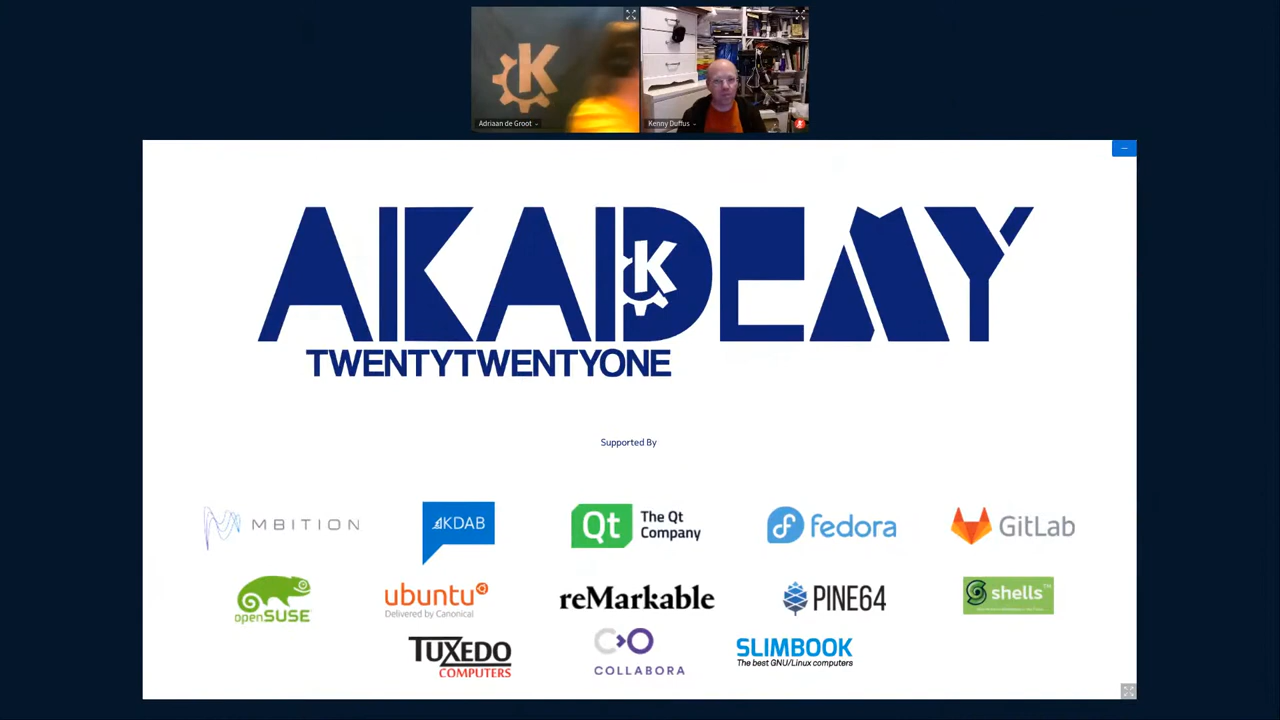 Adriaan de Groot
Kenny Duffus
AKADEMY
TWENTYTWENTYONE
Supported By
MBITION
KDAB
Qt The Qt Company
fedora
GitLab
openSUSE
ubuntu
Delivered by Canonical
reMarkable
PINE64
shells™
TUXEDO
COMPUTERS
COLLABORA
SLIMBOOK
The best GNU/Linux computers